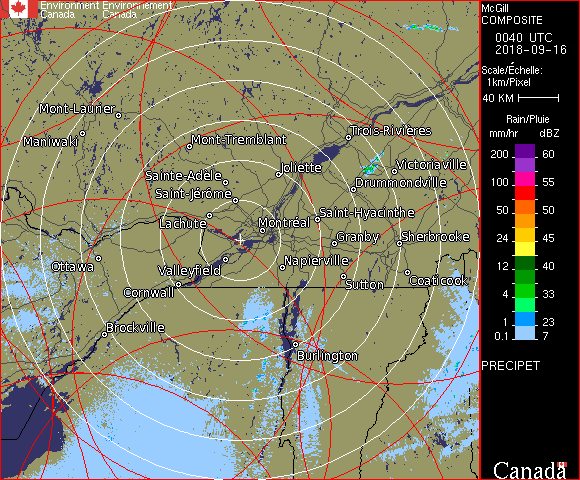 Environment Environnement
Canada Canada
McGill
COMPOSITE
0040 UTC
2018-09-16
Scale/Échelle:
1km/Pixel
40 KM
Rain/Pluie
mm/hr dBZ
200 60
150 57
100 55
50 50
24 45
12 40
4 33
1 23
0.1 7
PRECIPET
Canada
Mont-Laurier
Maniwaki
Mont-Tremblant
Trois-Rivières
Sainte-Adèle
Joliette
Victoriaville
Saint-Jérôme
Drummondville
Lachute
Montréal
Saint-Hyacinthe
Granby
Sherbrooke
Ottawa
Valleyfield
Napierville
Cornwall
Sutton
Coaticook
Brockville
Burlington